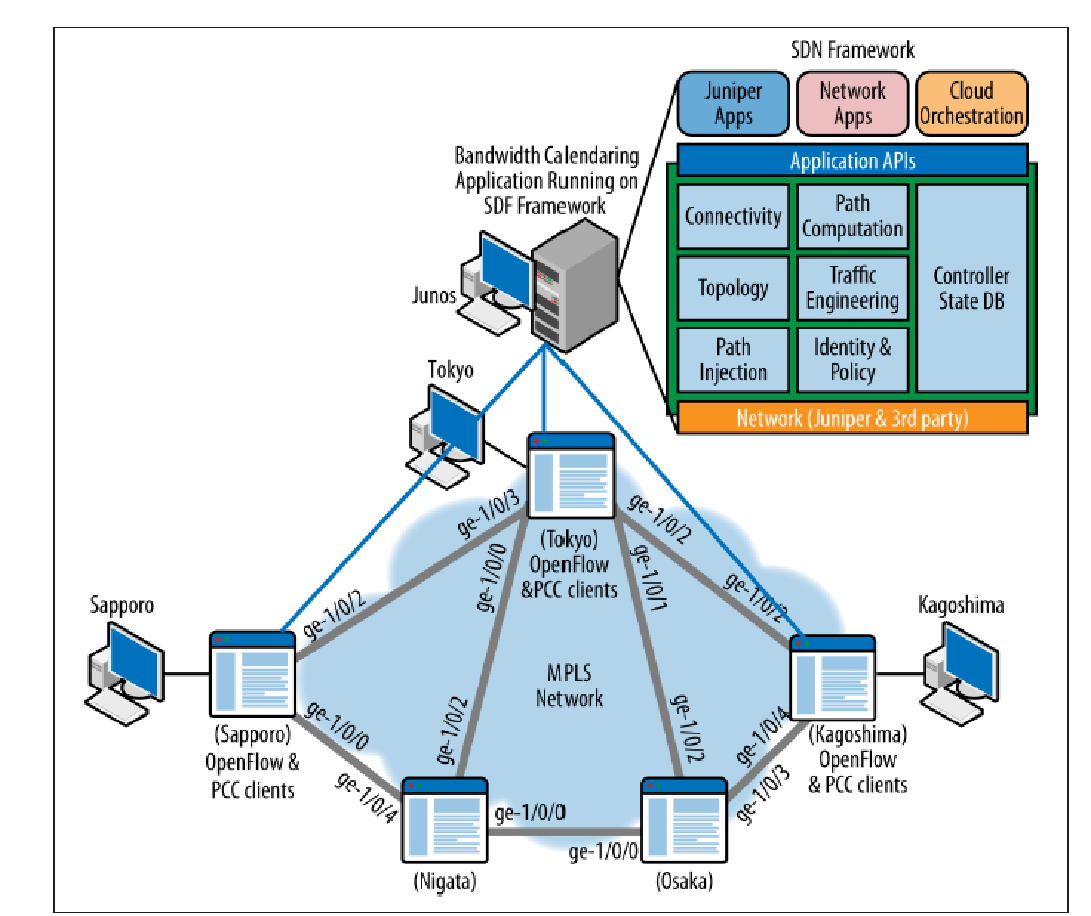 SDN Framework
Juniper
Apps
Network
Apps
Cloud
Orchestration
Application APIs
Connectivity
Path
Computation
Topology
Traffic
Engineering
Controller
State DB
Path
Injection
Identity &
Policy
Network (Juniper & 3rd party)
Bandwidth Calendaring
Application Running on
SDF Framework
Junos
Tokyo
ge-1/0/3
ge-1/0/0
ge-1/0/1
ge-1/0/2
(Tokyo)
OpenFlow
&PCC clients
Sapporo
ge-1/0/2
ge-1/0/2
Kagoshima
MPLS
Network
(Sapporo)
OpenFlow &
PCC clients
ge-1/0/0
ge-1/0/4
ge-1/0/2
ge-1/0/2
ge-1/0/4
ge-1/0/3
(Kagoshima)
OpenFlow
& PCC clients
ge-1/0/0
ge-1/0/0
(Nigata)
(Osaka)